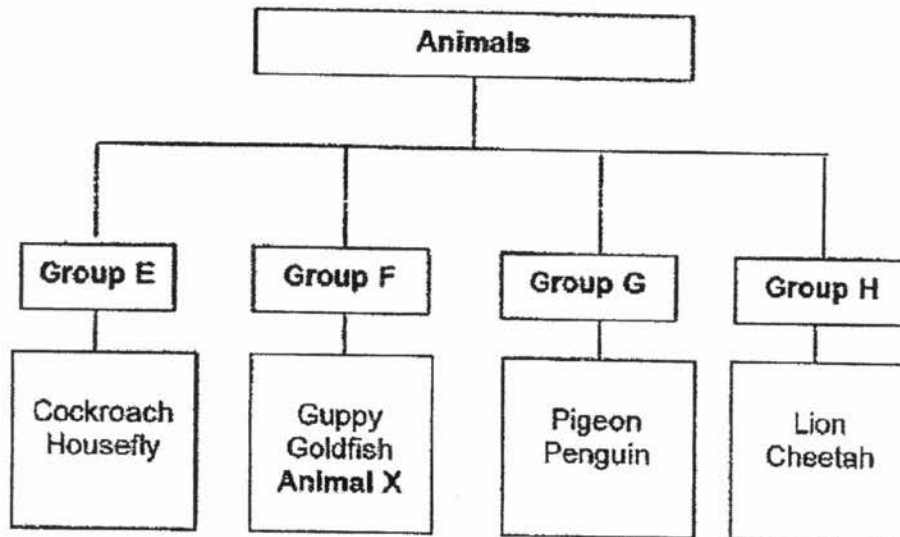 Animals
Group E
Group F
Group G
Group H
Cockroach
Housefly
Guppy
Goldfish
Animal X
Pigeon
Penguin
Lion
Cheetah